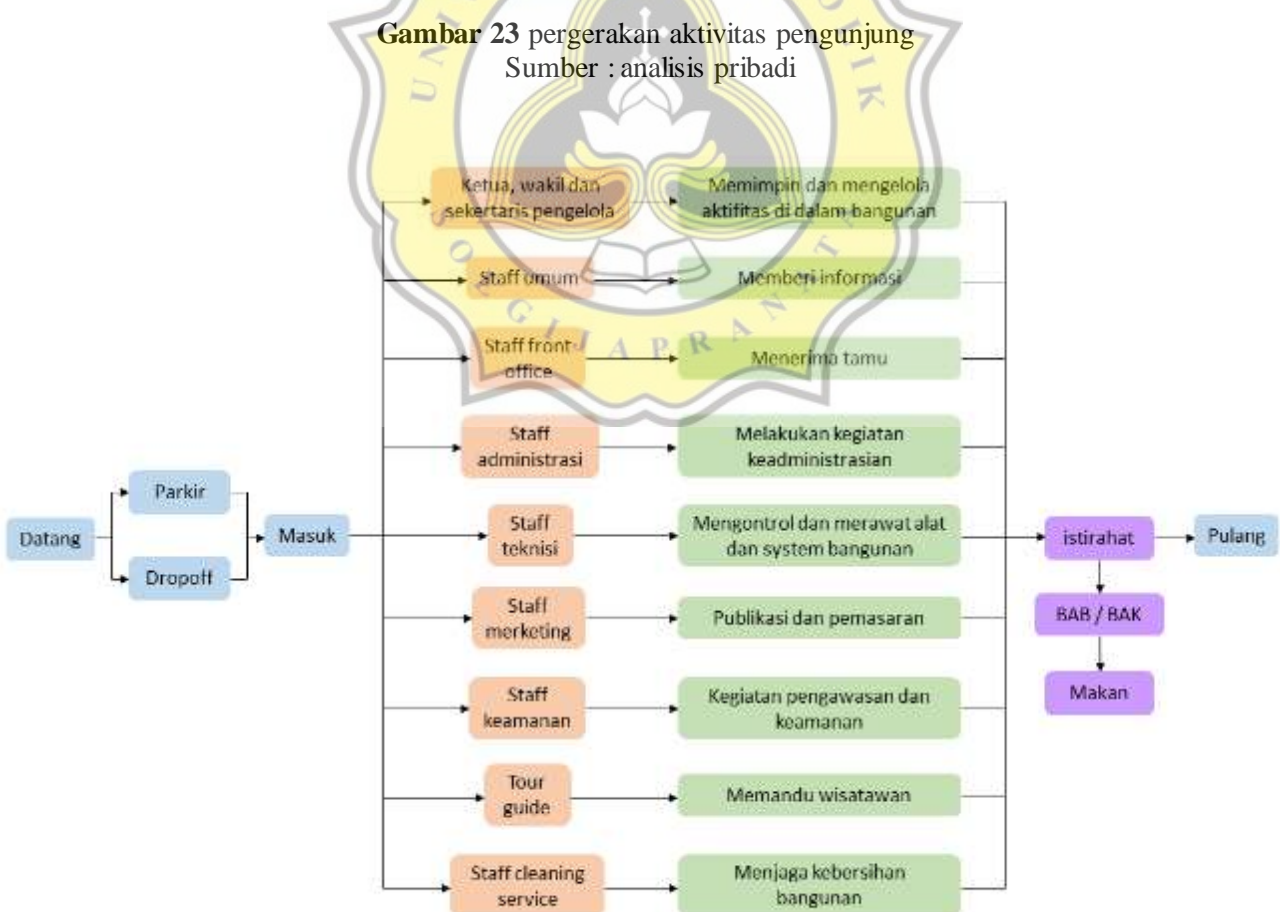 Gambar 23 pergerakan aktivitas pengunjung
Sumber : analisis pribadi
UNI
OLIK
SOEGIJAPRANATA
Ketua, wakil dan
sekertaris pengelola
Memimpin dan mengelola
aktifitas di dalam bangunan
Staff umum
Memberi informasi
Staff front
office
Menerima tamu
Staff
administrasi
Melakukan kegiatan
keadministrasian
Datang
Parkir
Dropoff
Masuk
Staff
teknisi
Mengontrol dan merawat alat
dan system bangunan
istirahat
Pulang
BAB / BAK
Makan
Staff
merketing
Publikasi dan pemasaran
Staff
keamanan
Kegiatan pengawasan dan
keamanan
Tour
guide
Memandu wisatawan
Staff cleaning
service
Menjaga kebersihan
bangunan